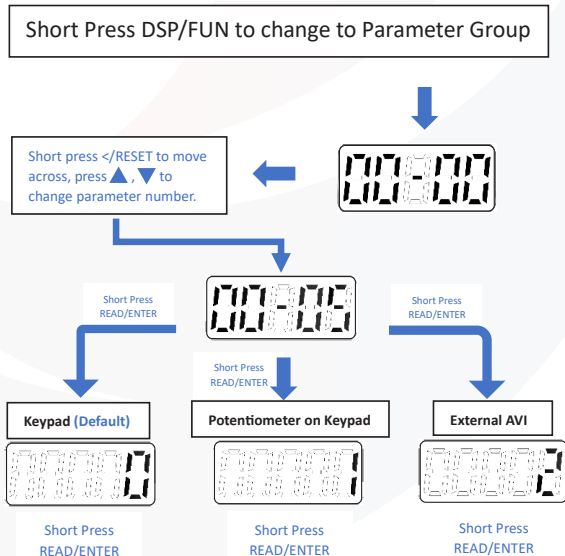 Short Press DSP/FUN to change to Parameter Group
Short press </RESET to move
across, press ▲ , ▼ to
change parameter number.
00-00
00-05
Short Press
READ/ENTER
Short Press
READ/ENTER
Short Press
READ/ENTER
Keypad (Default)
Potentiometer on Keypad
External AVI
0
1
2
Short Press
READ/ENTER
Short Press
READ/ENTER
Short Press
READ/ENTER